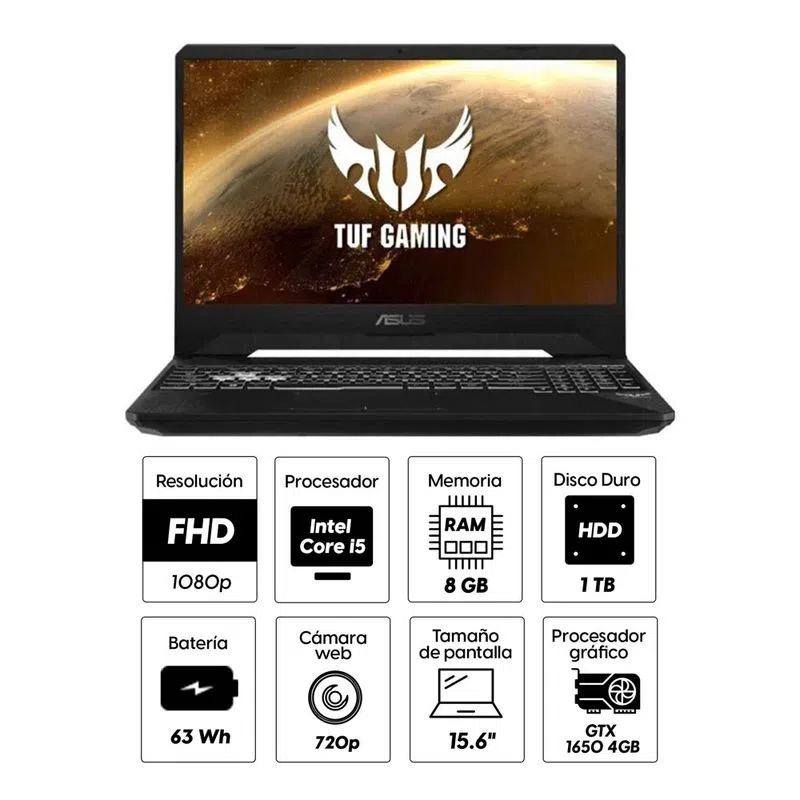 TUF GAMING
ASUS
Resolución
FHD
1080p
Procesador
Intel
Core i5
Memoria
RAM
8 GB
Disco Duro
HDD
1 TB
Batería
63 Wh
Cámara
web
720p
Tamaño
de pantalla
15.6"
Procesador
gráfico
GTX
1650 4GB